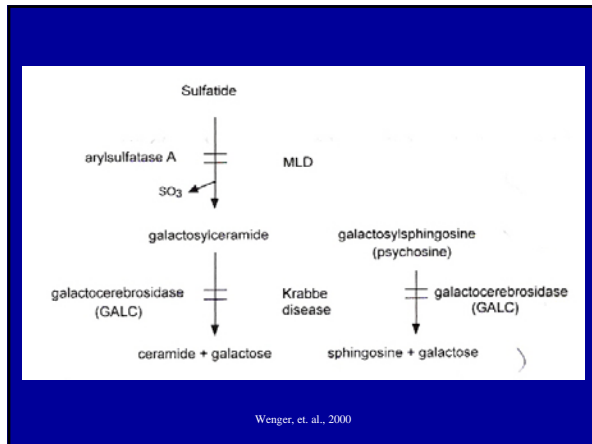 Sulfatide
arylsulfatase A
MLD
SO3
galactosylceramide
galactosylsphingosine
(psychosine)
galactocerebrosidase
(GALC)
Krabbe
disease
galactocerebrosidase
(GALC)
ceramide + galactose
sphingosine + galactose
Wenger, et. al., 2000